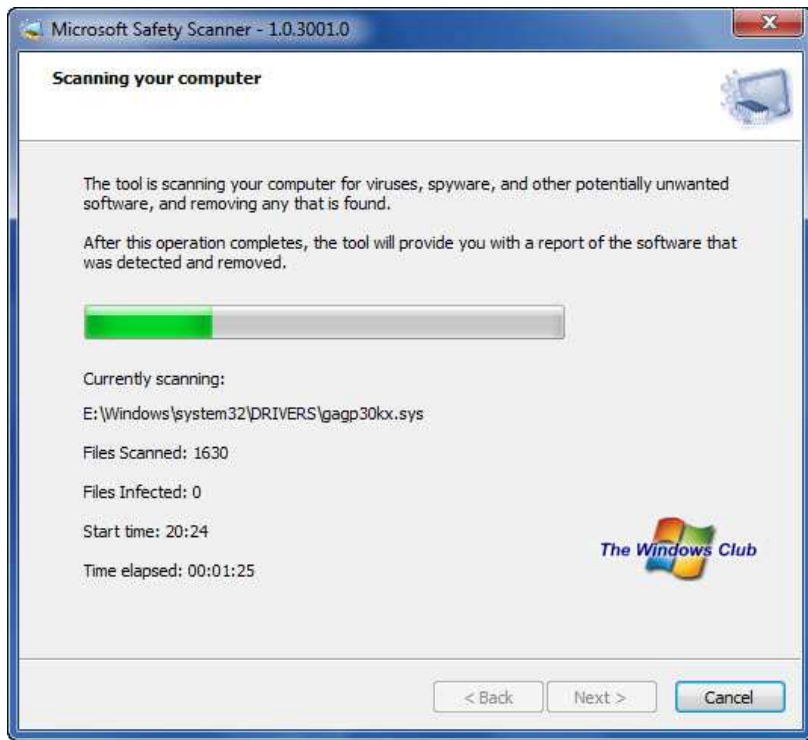 Microsoft Safety Scanner - 1.0.3001.0
Scanning your computer
The tool is scanning your computer for viruses, spyware, and other potentially unwanted
software, and removing any that is found.
After this operation completes, the tool will provide you with a report of the software that
was detected and removed.
Currently scanning:
E:\Windows\system32\DRIVERS\gagp30kx.sys
Files Scanned: 1630
Files Infected: 0
Start time: 20:24
The Windows Club
Time elapsed: 00:01:25
< Back
Next >
Cancel